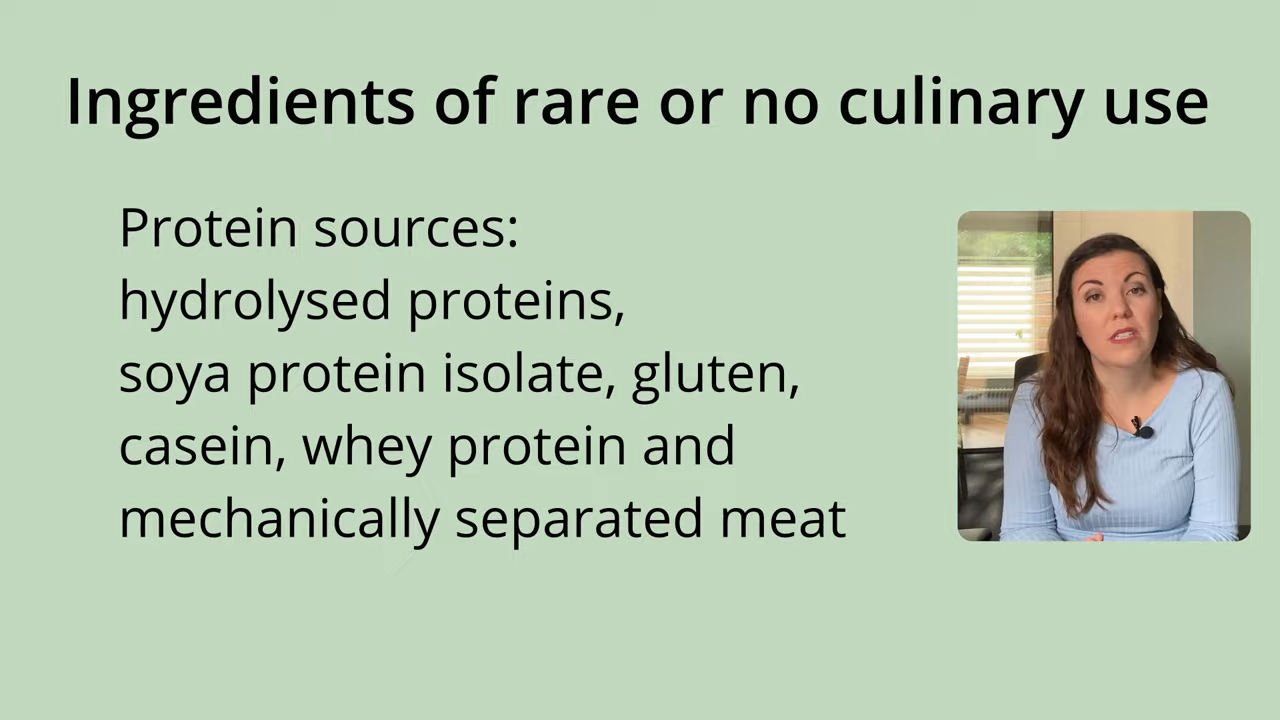 Ingredients of rare or no culinary use
Protein sources:
hydrolysed proteins,
soya protein isolate, gluten,
casein, whey protein and
mechanically separated meat